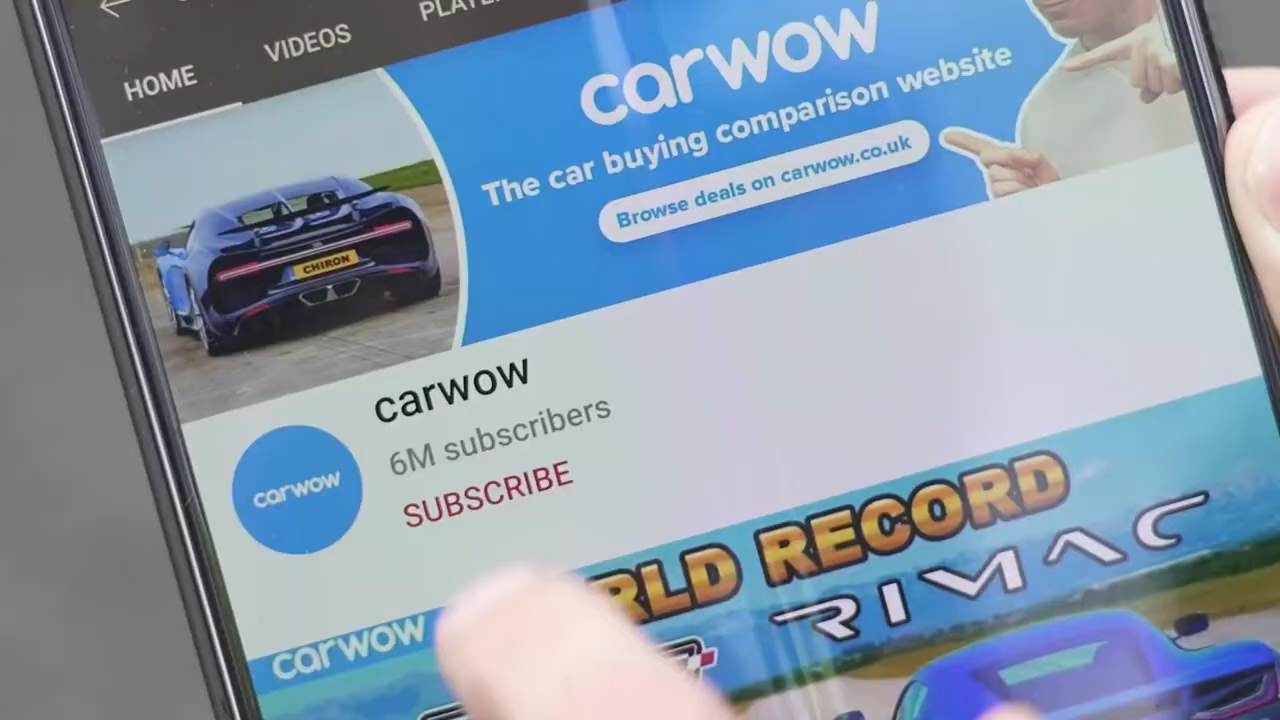 HOME
VIDEOS
carwow
The car buying comparison website
Browse deals on carwow.co.uk
CHIRON
carwow
6M subscribers
carwow
SUBSCRIBE
RECORD
RIMAC
carwow